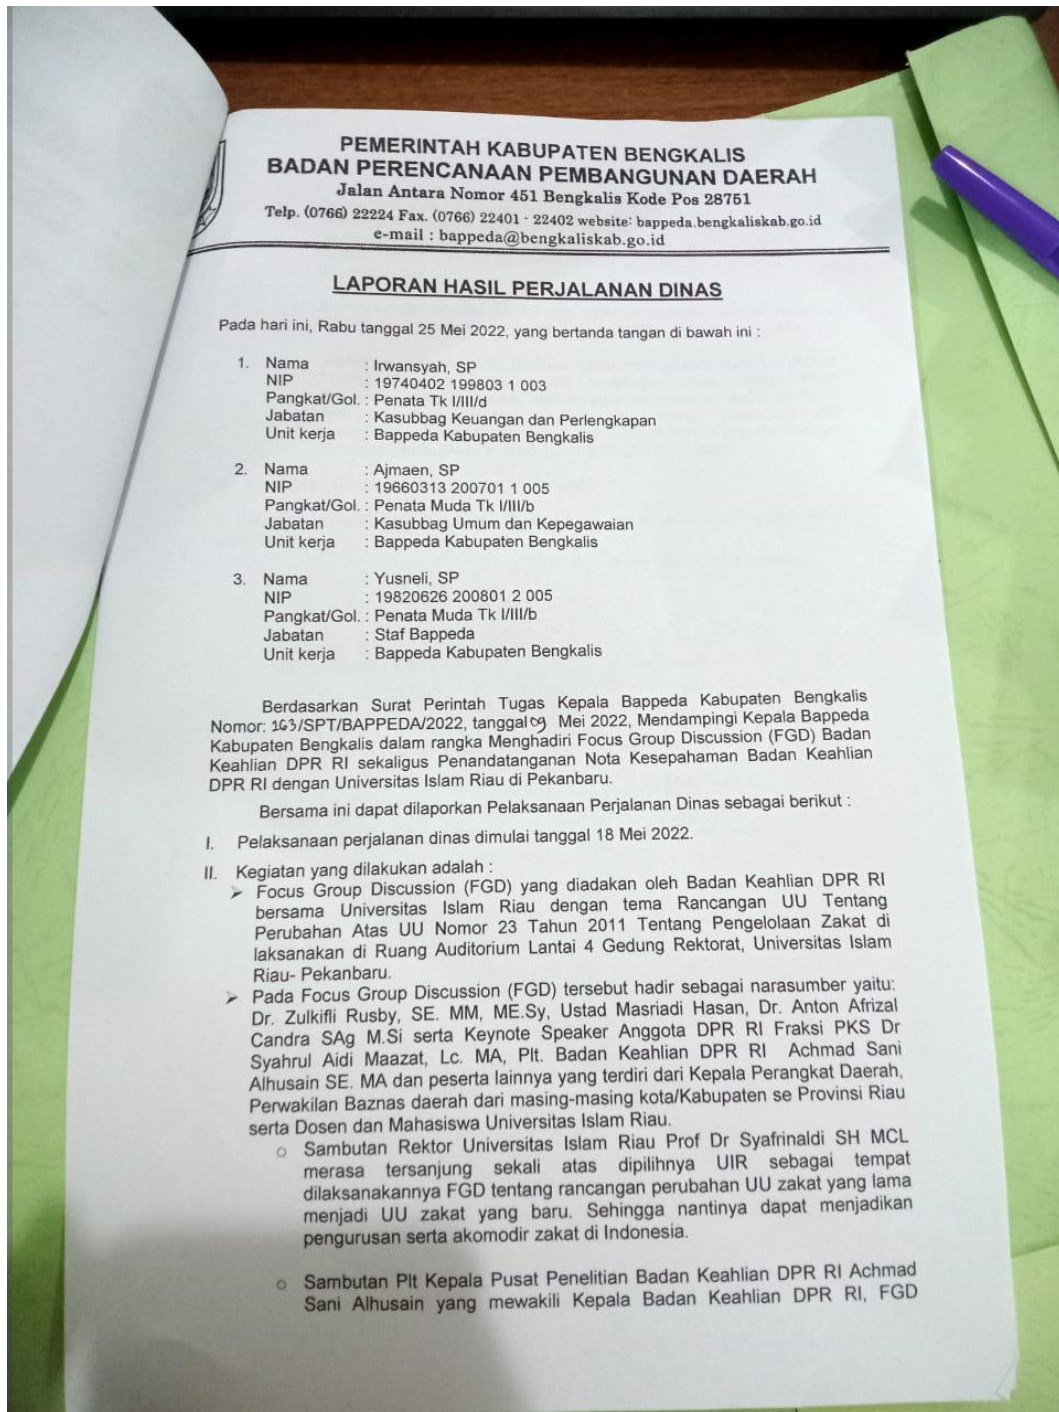 PEMERINTAH KABUPATEN BENGKALIS
BADAN PERENCANAAN PEMBANGUNAN DAERAH
Jalan Antara Nomor 451 Bengkalis Kode Pos 28751
Telp. (0766) 22224 Fax. (0766) 22401 - 22402 website: bappeda.bengkaliskab.go.id
e-mail : bappeda@bengkaliskab.go.id
LAPORAN HASIL PERJALANAN DINAS
Pada hari ini, Rabu tanggal 25 Mei 2022, yang bertanda tangan di bawah ini :
1. Nama : Irwansyah, SP
NIP : 19740402 199803 1 003
Pangkat/Gol. : Penata Tk I/III/d
Jabatan : Kasubbag Keuangan dan Perlengkapan
Unit kerja : Bappeda Kabupaten Bengkalis
2. Nama : Ajmaen, SP
NIP : 19660313 200701 1 005
Pangkat/Gol. : Penata Muda Tk I/III/b
Jabatan : Kasubbag Umum dan Kepegawaian
Unit kerja : Bappeda Kabupaten Bengkalis
3. Nama : Yusneli, SP
NIP : 19820626 200801 2 005
Pangkat/Gol. : Penata Muda Tk I/III/b
Jabatan : Staf Bappeda
Unit kerja : Bappeda Kabupaten Bengkalis
Berdasarkan Surat Perintah Tugas Kepala Bappeda Kabupaten Bengkalis
Nomor: 263/SPT/BAPPEDA/2022, tanggal 09 Mei 2022, Mendampingi Kepala Bappeda
Kabupaten Bengkalis dalam rangka Menghadiri Focus Group Discussion (FGD) Badan
Keahlian DPR RI sekaligus Penandatanganan Nota Kesepahaman Badan Keahlian
DPR RI dengan Universitas Islam Riau di Pekanbaru.
Bersama ini dapat dilaporkan Pelaksanaan Perjalanan Dinas sebagai berikut :
I. Pelaksanaan perjalanan dinas dimulai tanggal 18 Mei 2022.
II. Kegiatan yang dilakukan adalah :
➢ Focus Group Discussion (FGD) yang diadakan oleh Badan Keahlian DPR RI
bersama Universitas Islam Riau dengan tema Rancangan UU Tentang
Perubahan Atas UU Nomor 23 Tahun 2011 Tentang Pengelolaan Zakat di
laksanakan di Ruang Auditorium Lantai 4 Gedung Rektorat, Universitas Islam
Riau- Pekanbaru.
➢ Pada Focus Group Discussion (FGD) tersebut hadir sebagai narasumber yaitu:
Dr. Zulkifli Rusby, SE. MM, ME.Sy, Ustad Masriadi Hasan, Dr. Anton Afrizal
Candra SAg M.Si serta Keynote Speaker Anggota DPR RI Fraksi PKS Dr
Syahrul Aidi Maazat, Lc. MA, Plt. Badan Keahlian DPR RI Achmad Sani
Alhusain SE. MA dan peserta lainnya yang terdiri dari Kepala Perangkat Daerah,
Perwakilan Baznas daerah dari masing-masing kota/Kabupaten se Provinsi Riau
serta Dosen dan Mahasiswa Universitas Islam Riau.
o Sambutan Rektor Universitas Islam Riau Prof Dr Syafrinaldi SH MCL
merasa tersanjung sekali atas dipilihnya UIR sebagai tempat
dilaksanakannya FGD tentang rancangan perubahan UU zakat yang lama
menjadi UU zakat yang baru. Sehingga nantinya dapat menjadikan
pengurusan serta akomodir zakat di Indonesia.
o Sambutan Plt Kepala Pusat Penelitian Badan Keahlian DPR RI Achmad
Sani Alhusain yang mewakili Kepala Badan Keahlian DPR RI, FGD